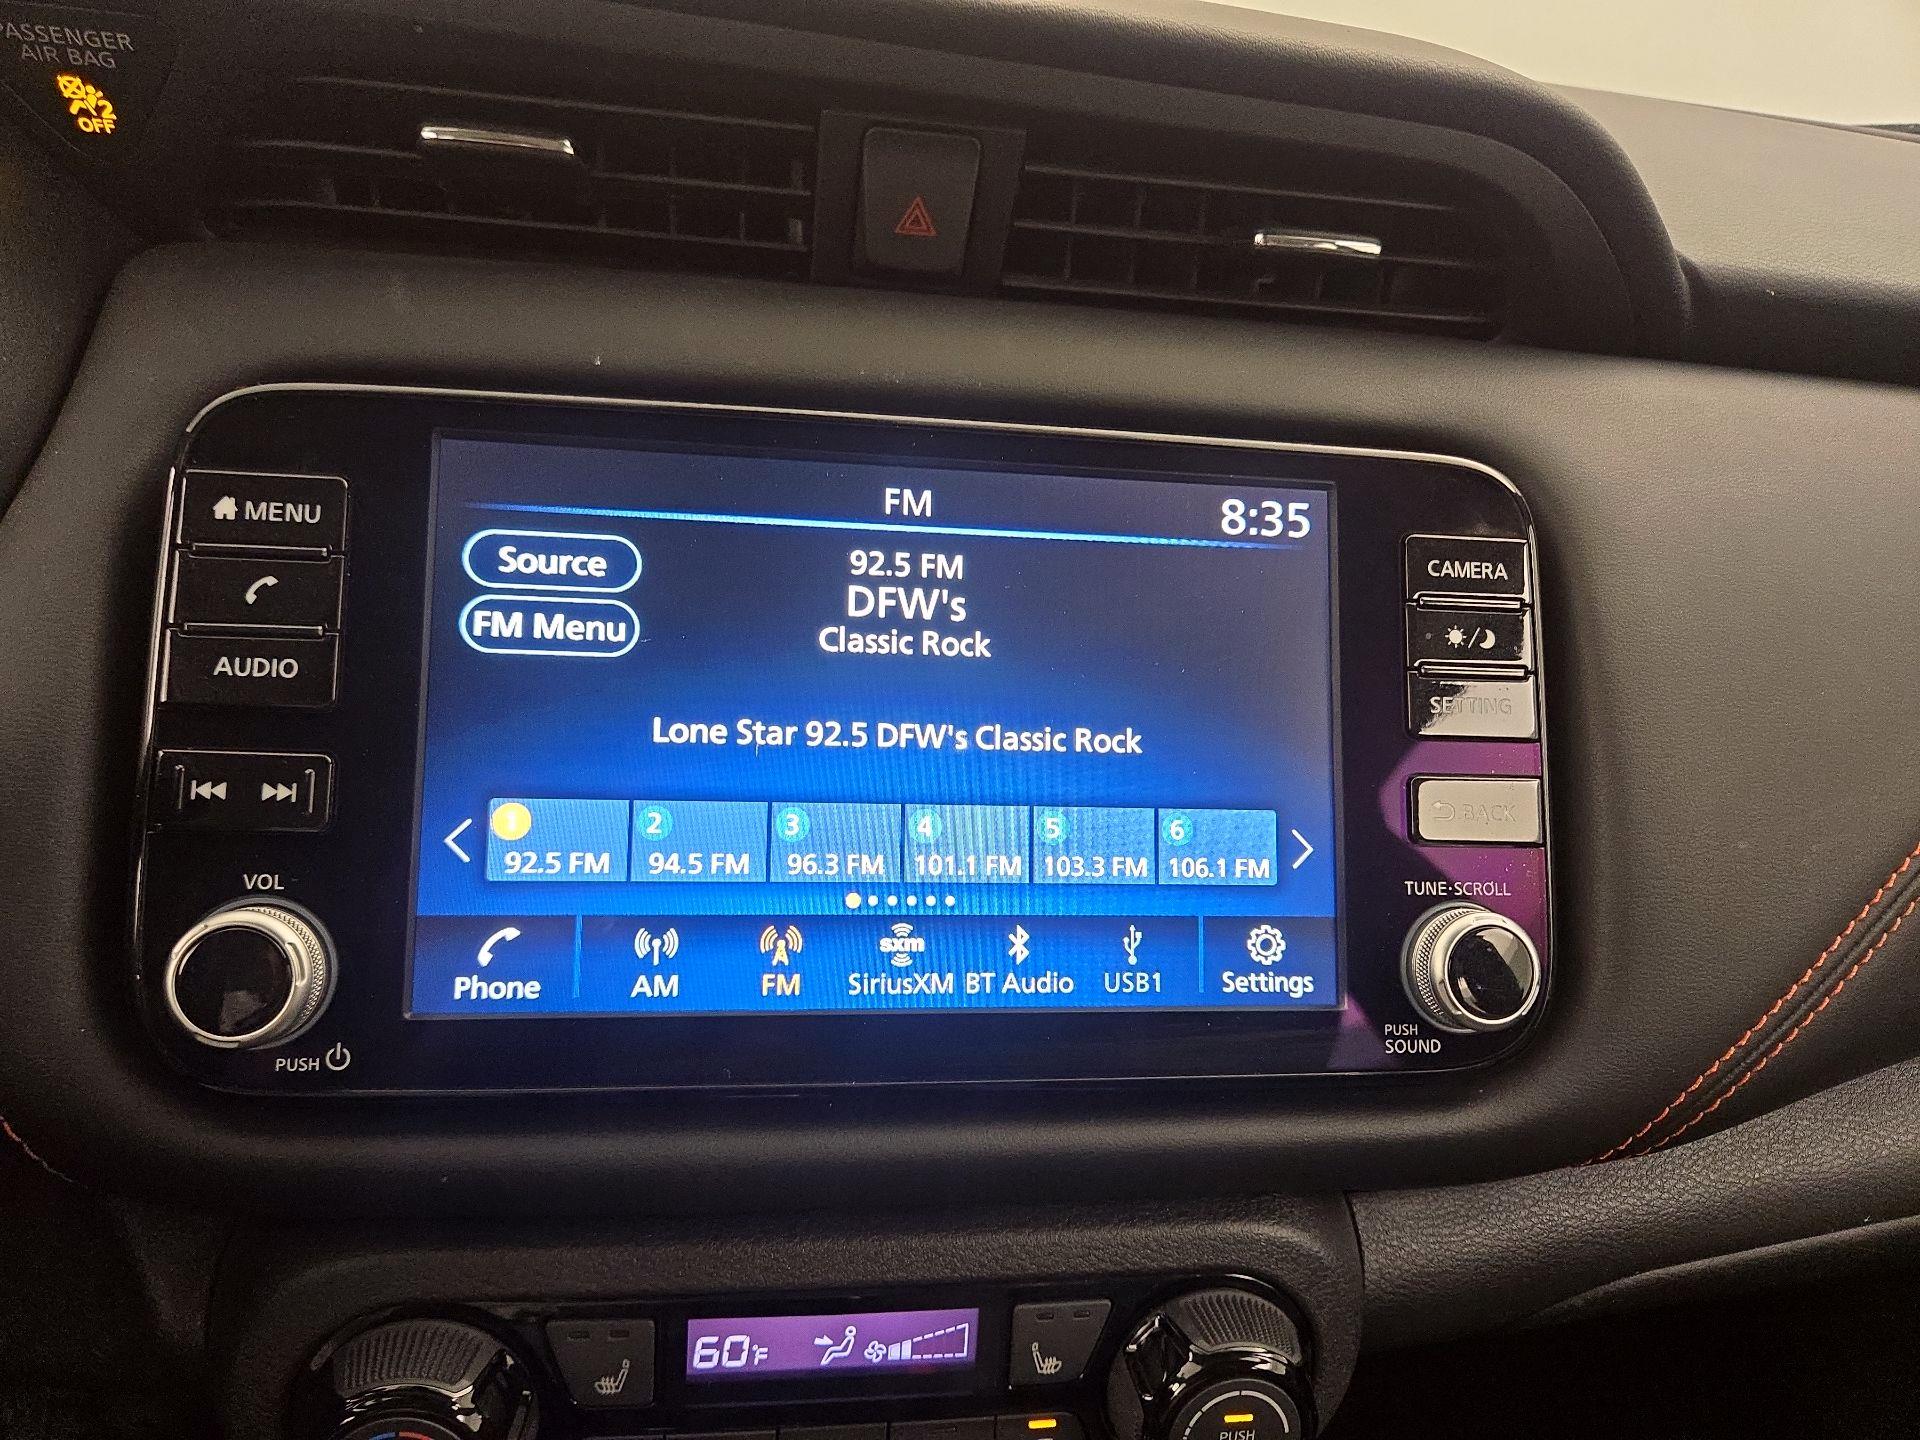 PASSENGER
AIR BAG
2
OFF
MENU
AUDIO
VOL
PUSH
FM
8:35
Source
FM Menu
92.5 FM
DFW's
Classic Rock
Lone Star 92.5 DFW's Classic Rock
1 2 3 4 5 6
92.5 FM 94.5 FM 96.3 FM 101.1 FM 103.3 FM 106.1 FM
sxm
Phone AM FM SiriusXM BT Audio USB1 Settings
CAMERA
SETTING
BACK
TUNE·SCROLL
PUSH
SOUND
60°F
PUSH